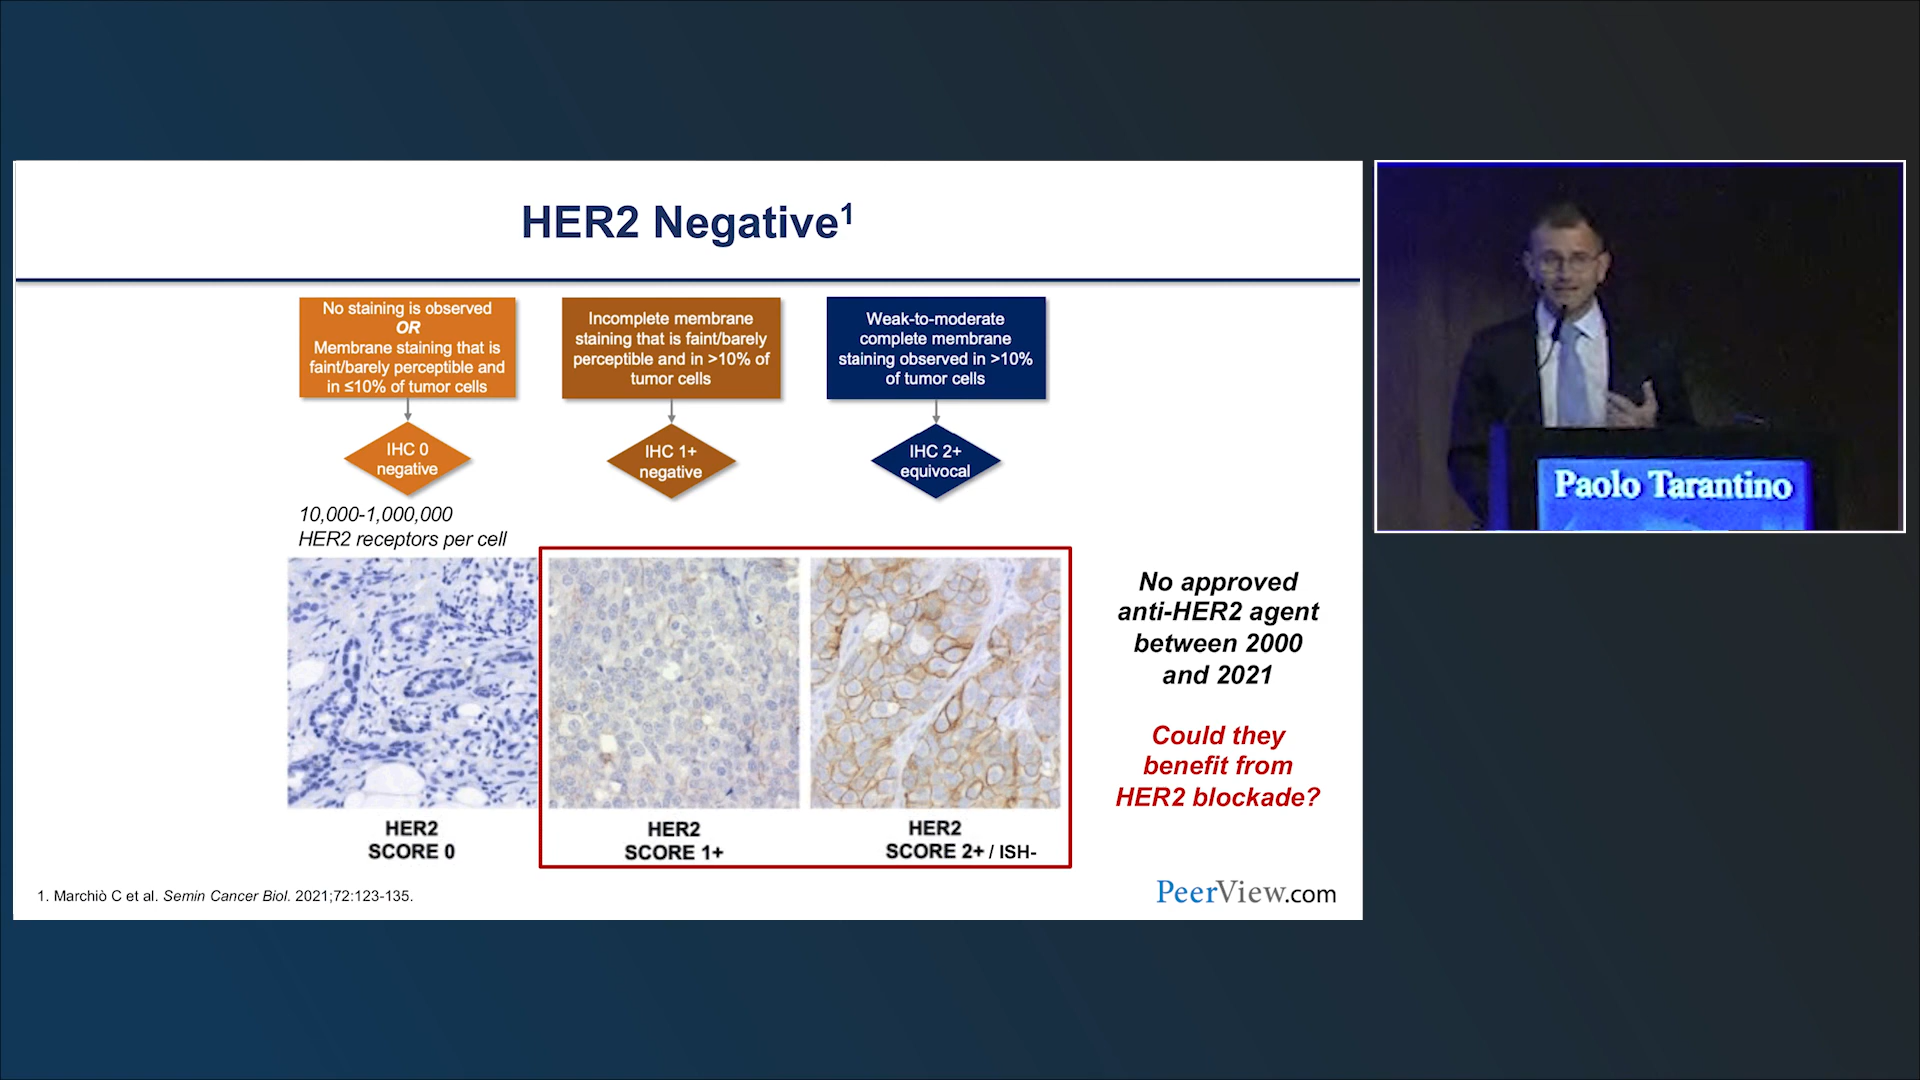 HER2 Negative1
No staining is observed
OR
Membrane staining that is
faint/barely perceptible and
in ≤10% of tumor cells
Incomplete membrane
staining that is faint/barely
perceptible and in >10% of
tumor cells
Weak-to-moderate
complete membrane
staining observed in >10%
of tumor cells
IHC 0
negative
IHC 1+
negative
IHC 2+
equivocal
10,000-1,000,000
HER2 receptors per cell
HER2
SCORE 0
HER2
SCORE 1+
HER2
SCORE 2+ / ISH-
No approved
anti-HER2 agent
between 2000
and 2021
Could they
benefit from
HER2 blockade?
1. Marchiò C et al. Semin Cancer Biol. 2021;72:123-135.
PeerView.com
Paolo Tarantino